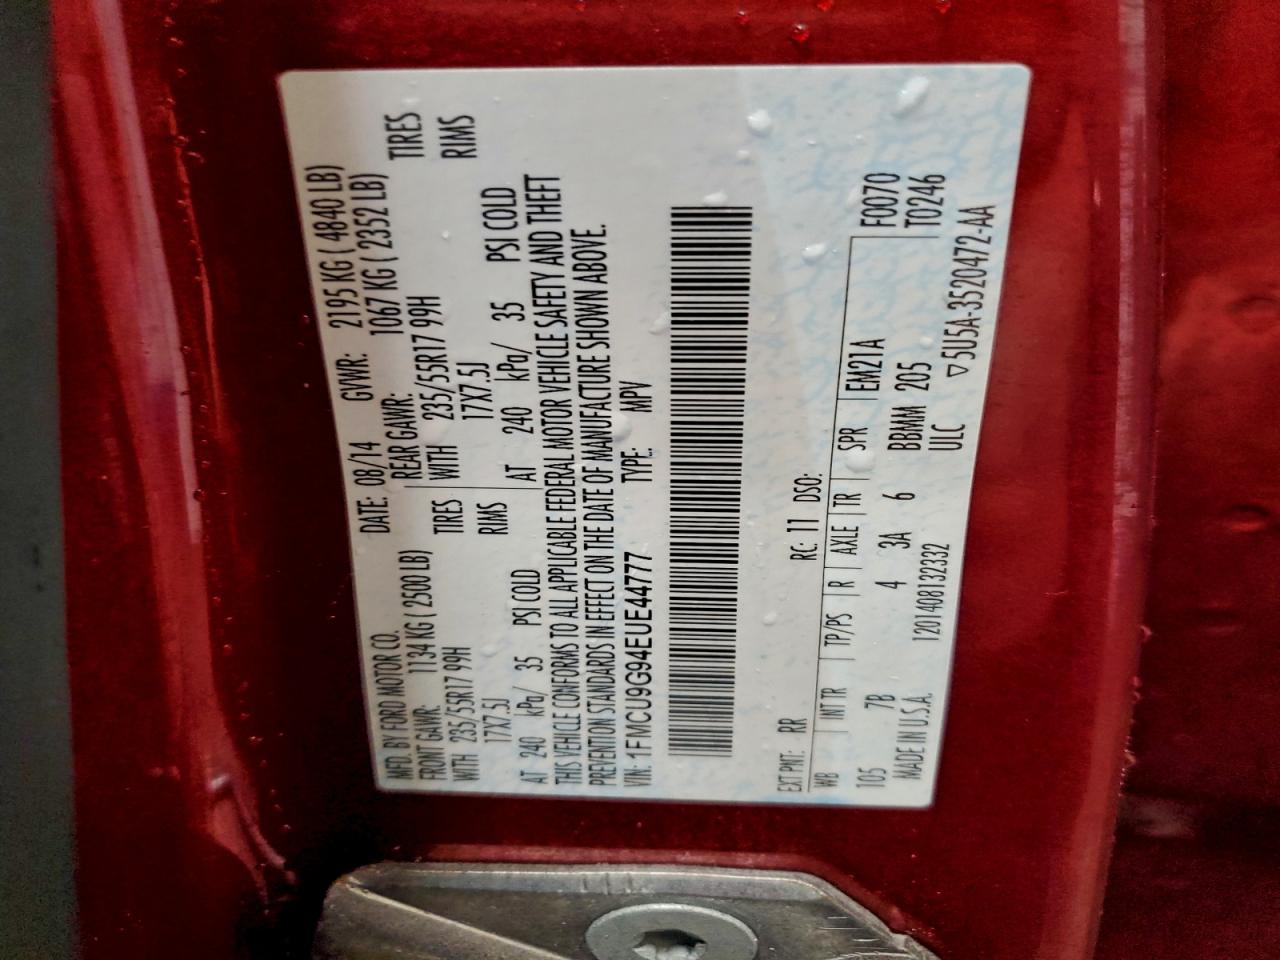 MFD. BY FORD MOTOR CO. DATE: 08/14 GVWR: 2195 KG ( 4840 LB)
FRONT GAWR: 1134 KG ( 2500 LB) REAR GAWR: 1067 KG ( 2352 LB)
WITH 235/55R17 99H TIRES WITH 235/55R17 99H TIRES
17X7.5J RIMS 17X7.5J RIMS
AT 240 kPa/ 35 PSI COLD AT 240 kPa/ 35 PSI COLD
THIS VEHICLE CONFORMS TO ALL APPLICABLE FEDERAL MOTOR VEHICLE SAFETY AND THEFT
PREVENTION STANDARDS IN EFFECT ON THE DATE OF MANUFACTURE SHOWN ABOVE.
VIN: 1FMCU9G94EUE44777 TYPE: MPV
EXT PNT: RR RC: 11 DSO:
WB INT TR TP/PS R AXLE TR SPR EM21A F0070
105 7B 4 3A 6 BBMM 205 T0246
MADE IN U.S.A. 120140813​2332 ULC ▽5U5A-3520472-AA